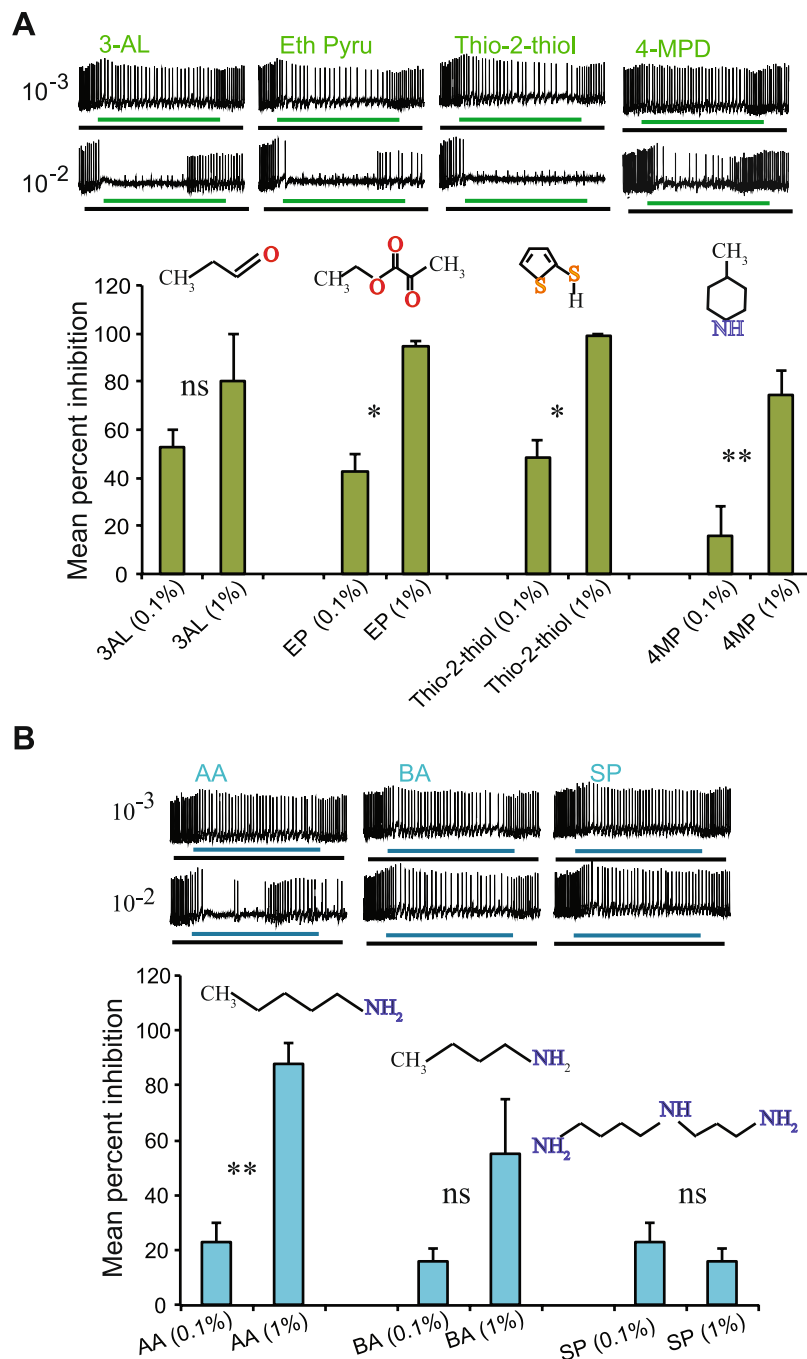 A
3-AL Eth Pyru Thio-2-thiol 4-MPD
10⁻³
10⁻²
CH₃ O
O CH₃ O O CH₃
S S H
CH₃ NH
Mean percent inhibition
120
100
80
60
40
20
0
ns * * **
3AL (0.1%) 3AL (1%) EP (0.1%) EP (1%) Thio-2-thiol (0.1%) Thio-2-thiol (1%) 4MP (0.1%) 4MP (1%)
B
AA BA SP
10⁻³
10⁻²
CH₃ NH₂
CH₃ NH₂
NH₂ NH NH₂
Mean percent inhibition
120
100
80
60
40
20
0
** ns ns
AA (0.1%) AA (1%) BA (0.1%) BA (1%) SP (0.1%) SP (1%)